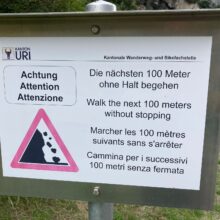 KANTON
URI
Kantonale Wanderweg- und Bikefachstelle
Achtung
Attention
Attenzione
Die nächsten 100 Meter
ohne Halt begehen
Walk the next 100 meters
without stopping
Marcher les 100 mètres
suivants sans s'arrêter
Cammina per i successivi
100 metri senza fermata